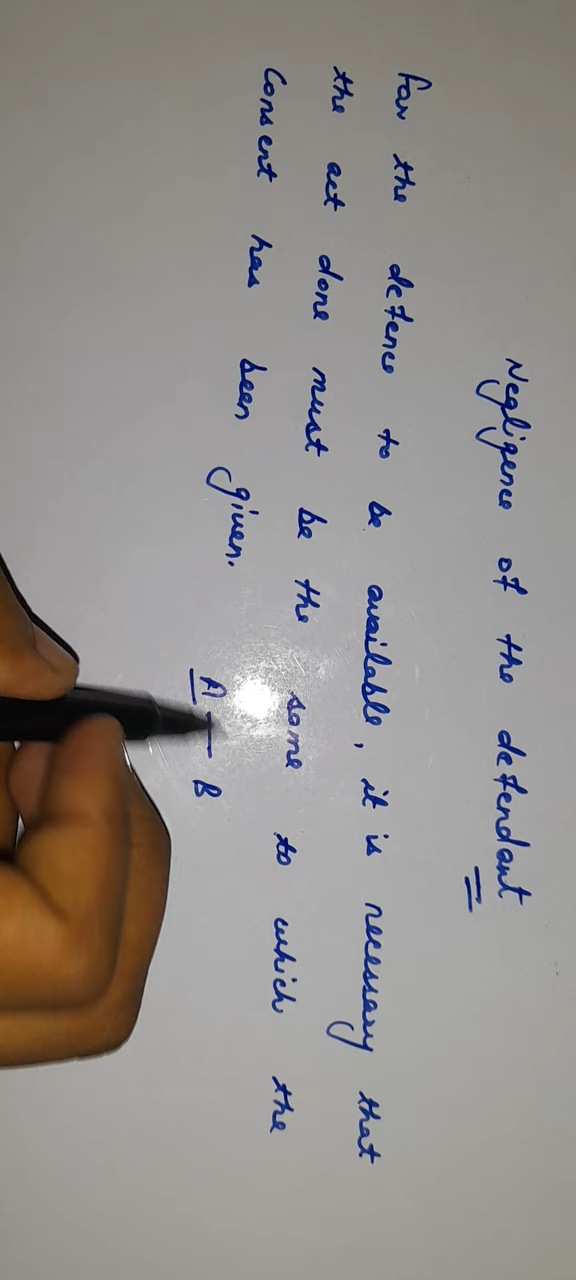 Negligence of the defendant
For the defence to be available, it is necessary that
the act done must be the same to which the
Consent has been given.
A — B